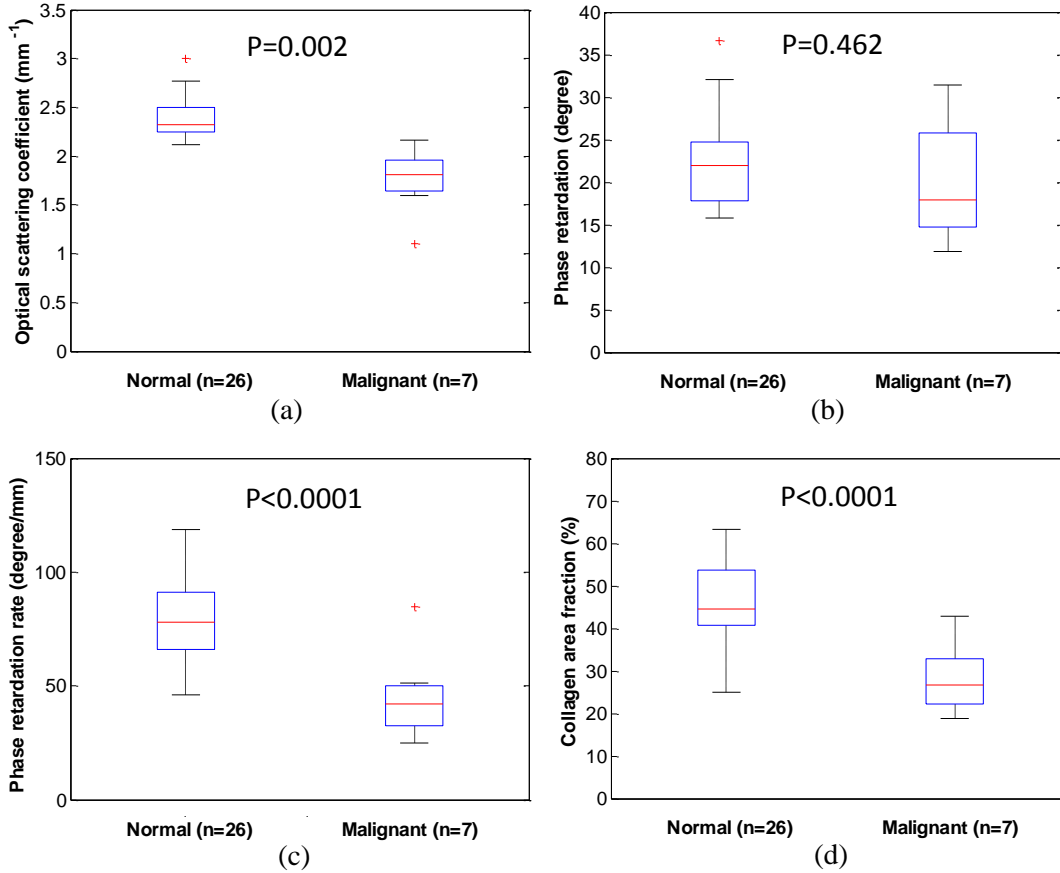 Optical scattering coefficient (mm⁻¹)
3.5
3
2.5
2
1.5
1
0.5
0
P=0.002
Normal (n=26)
Malignant (n=7)
(a)
Phase retardation (degree)
40
35
30
25
20
15
10
5
0
P=0.462
Normal (n=26)
Malignant (n=7)
(b)
Phase retardation rate (degree/mm)
150
100
50
0
P<0.0001
Normal (n=26)
Malignant (n=7)
(c)
Collagen area fraction (%)
80
70
60
50
40
30
20
10
0
P<0.0001
Normal (n=26)
Malignant (n=7)
(d)